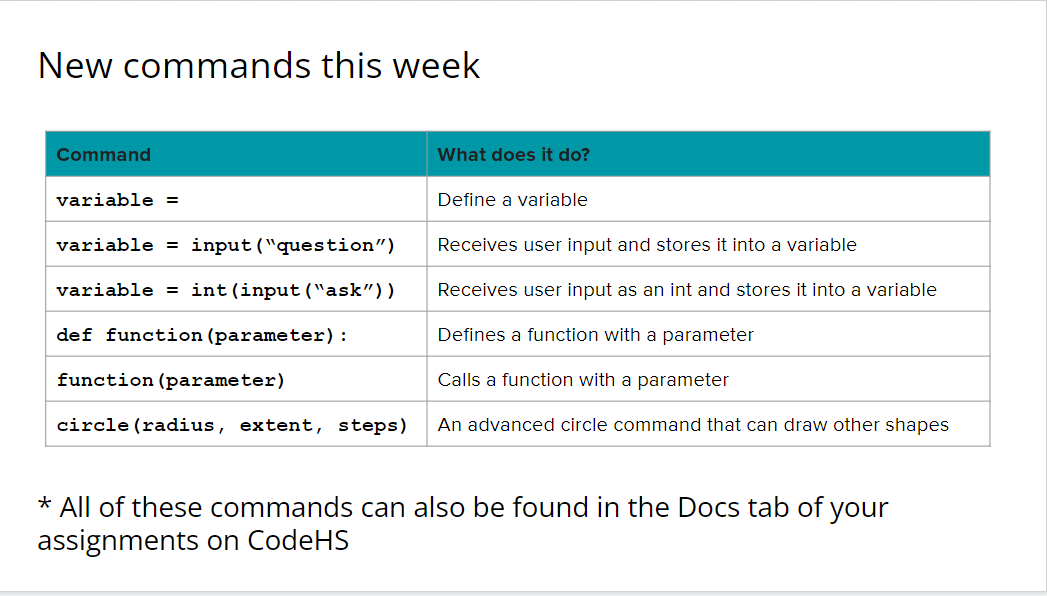 New commands this week
Command What does it do?
variable = Define a variable
variable = input(“question”) Receives user input and stores it into a variable
variable = int(input(“ask”)) Receives user input as an int and stores it into a variable
def function(parameter): Defines a function with a parameter
function(parameter) Calls a function with a parameter
circle(radius, extent, steps) An advanced circle command that can draw other shapes
* All of these commands can also be found in the Docs tab of your
assignments on CodeHS